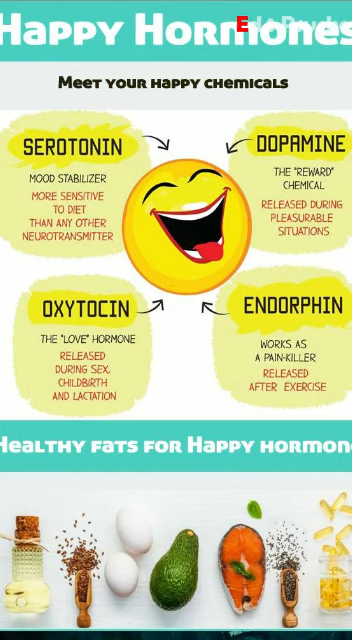 Happy Hormones
Meet your happy chemicals
SEROTONIN
MOOD STABILIZER
MORE SENSITIVE
TO DIET
THAN ANY OTHER
NEUROTRANSMITTER
DOPAMINE
THE "REWARD"
CHEMICAL
RELEASED DURING
PLEASURABLE
SITUATIONS
OXYTOCIN
THE "LOVE" HORMONE
RELEASED
DURING SEX,
CHILDBIRTH
AND LACTATION
ENDORPHIN
WORKS AS
A PAIN-KILLER
RELEASED
AFTER EXERCISE
Healthy fats for Happy hormon